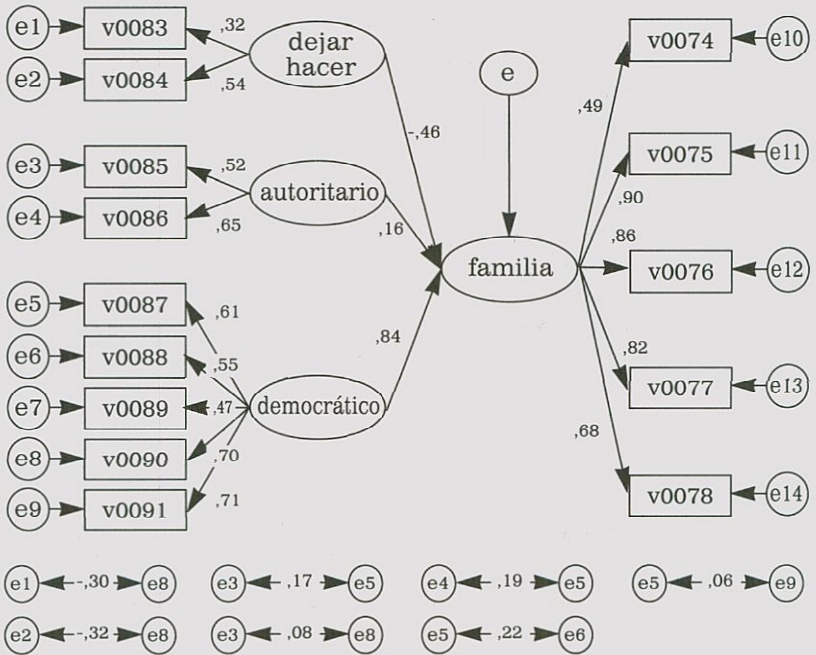 e1 v0083 ,32 dejar hacer
e2 v0084 ,54
e
v0074 e10
,49
-,46
e3 v0085 ,52 autoritario
e4 v0086 ,65
,16
v0075 e11
,90
familia
,86
v0076 e12
e5 v0087 ,61
e6 v0088 ,55
e7 v0089 ,47 democrático
e8 v0090 ,70
e9 v0091 ,71
,84
,82
v0077 e13
,68
v0078 e14
e1 -,30 e8 e3 ,17 e5 e4 ,19 e5 e5 ,06 e9
e2 -,32 e8 e3 ,08 e8 e5 ,22 e6